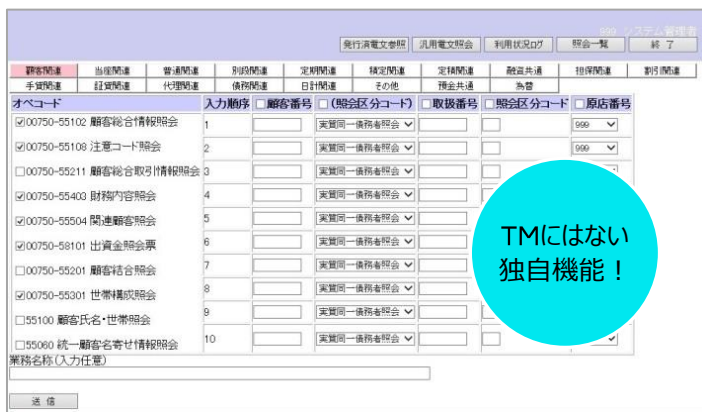 999 システム管理者
発行済電文参照 汎用電文照会 利用状況ログ 照会一覧 終了
顧客関連 当座関連 普通関連 別段関連 定期関連 積定関連 定積関連 融資共通 担保関連 割引関連
手貸関連 証貸関連 代理関連 債務関連 日計関連 その他 預金共通 為替
オペコード 入力順序 顧客番号 (照会区分コード) 取扱番号 照会区分コード 原店番号
00750-55102 顧客総合情報照会 1 実質同一債務者照会 999
00750-55108 注意コード照会 2 実質同一債務者照会 999
00750-55211 顧客総合取引情報照会 3 実質同一債務者照会
00750-55403 財務内容照会 4 実質同一債務者照会
00750-55504 関連顧客照会 5 実質同一債務者照会
00750-58101 出資金照会票 6 実質同一債務者照会
00750-55201 顧客結合照会 7 実質同一債務者照会
00750-55301 世帯構成照会 8 実質同一債務者照会
55100 顧客氏名・世帯照会 9 実質同一債務者照会
55060 統一顧客名寄せ情報照会 10 実質同一債務者照会
TMにはない
独自機能！
業務名称(入力任意)
送信